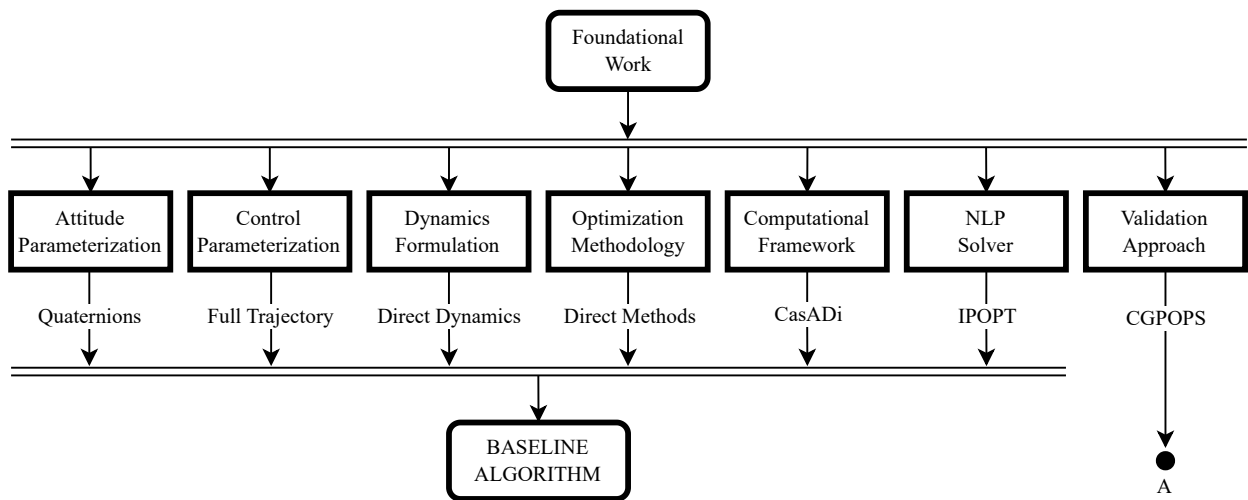 Foundational
Work
Attitude
Parameterization
Control
Parameterization
Dynamics
Formulation
Optimization
Methodology
Computational
Framework
NLP
Solver
Validation
Approach
Quaternions
Full Trajectory
Direct Dynamics
Direct Methods
CasADi
IPOPT
CGPOPS
BASELINE
ALGORITHM
A